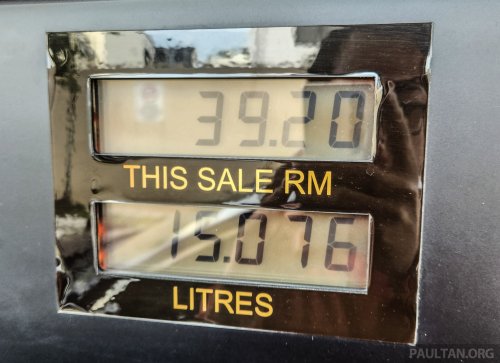 39.20
THIS SALE RM
15.076
LITRES
PAULTAN.ORG